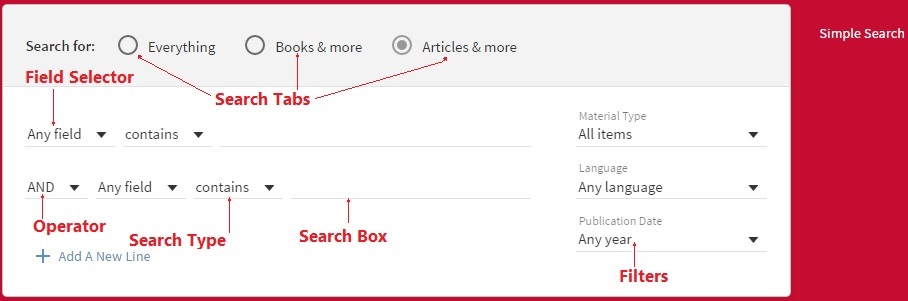 Search for: Everything Books & more Articles & more
Simple Search
Field Selector
Search Tabs
Any field contains
Material Type
All items
Language
AND Any field contains
Any language
Operator
Search Type
Search Box
Publication Date
Any year
Add A New Line
Filters